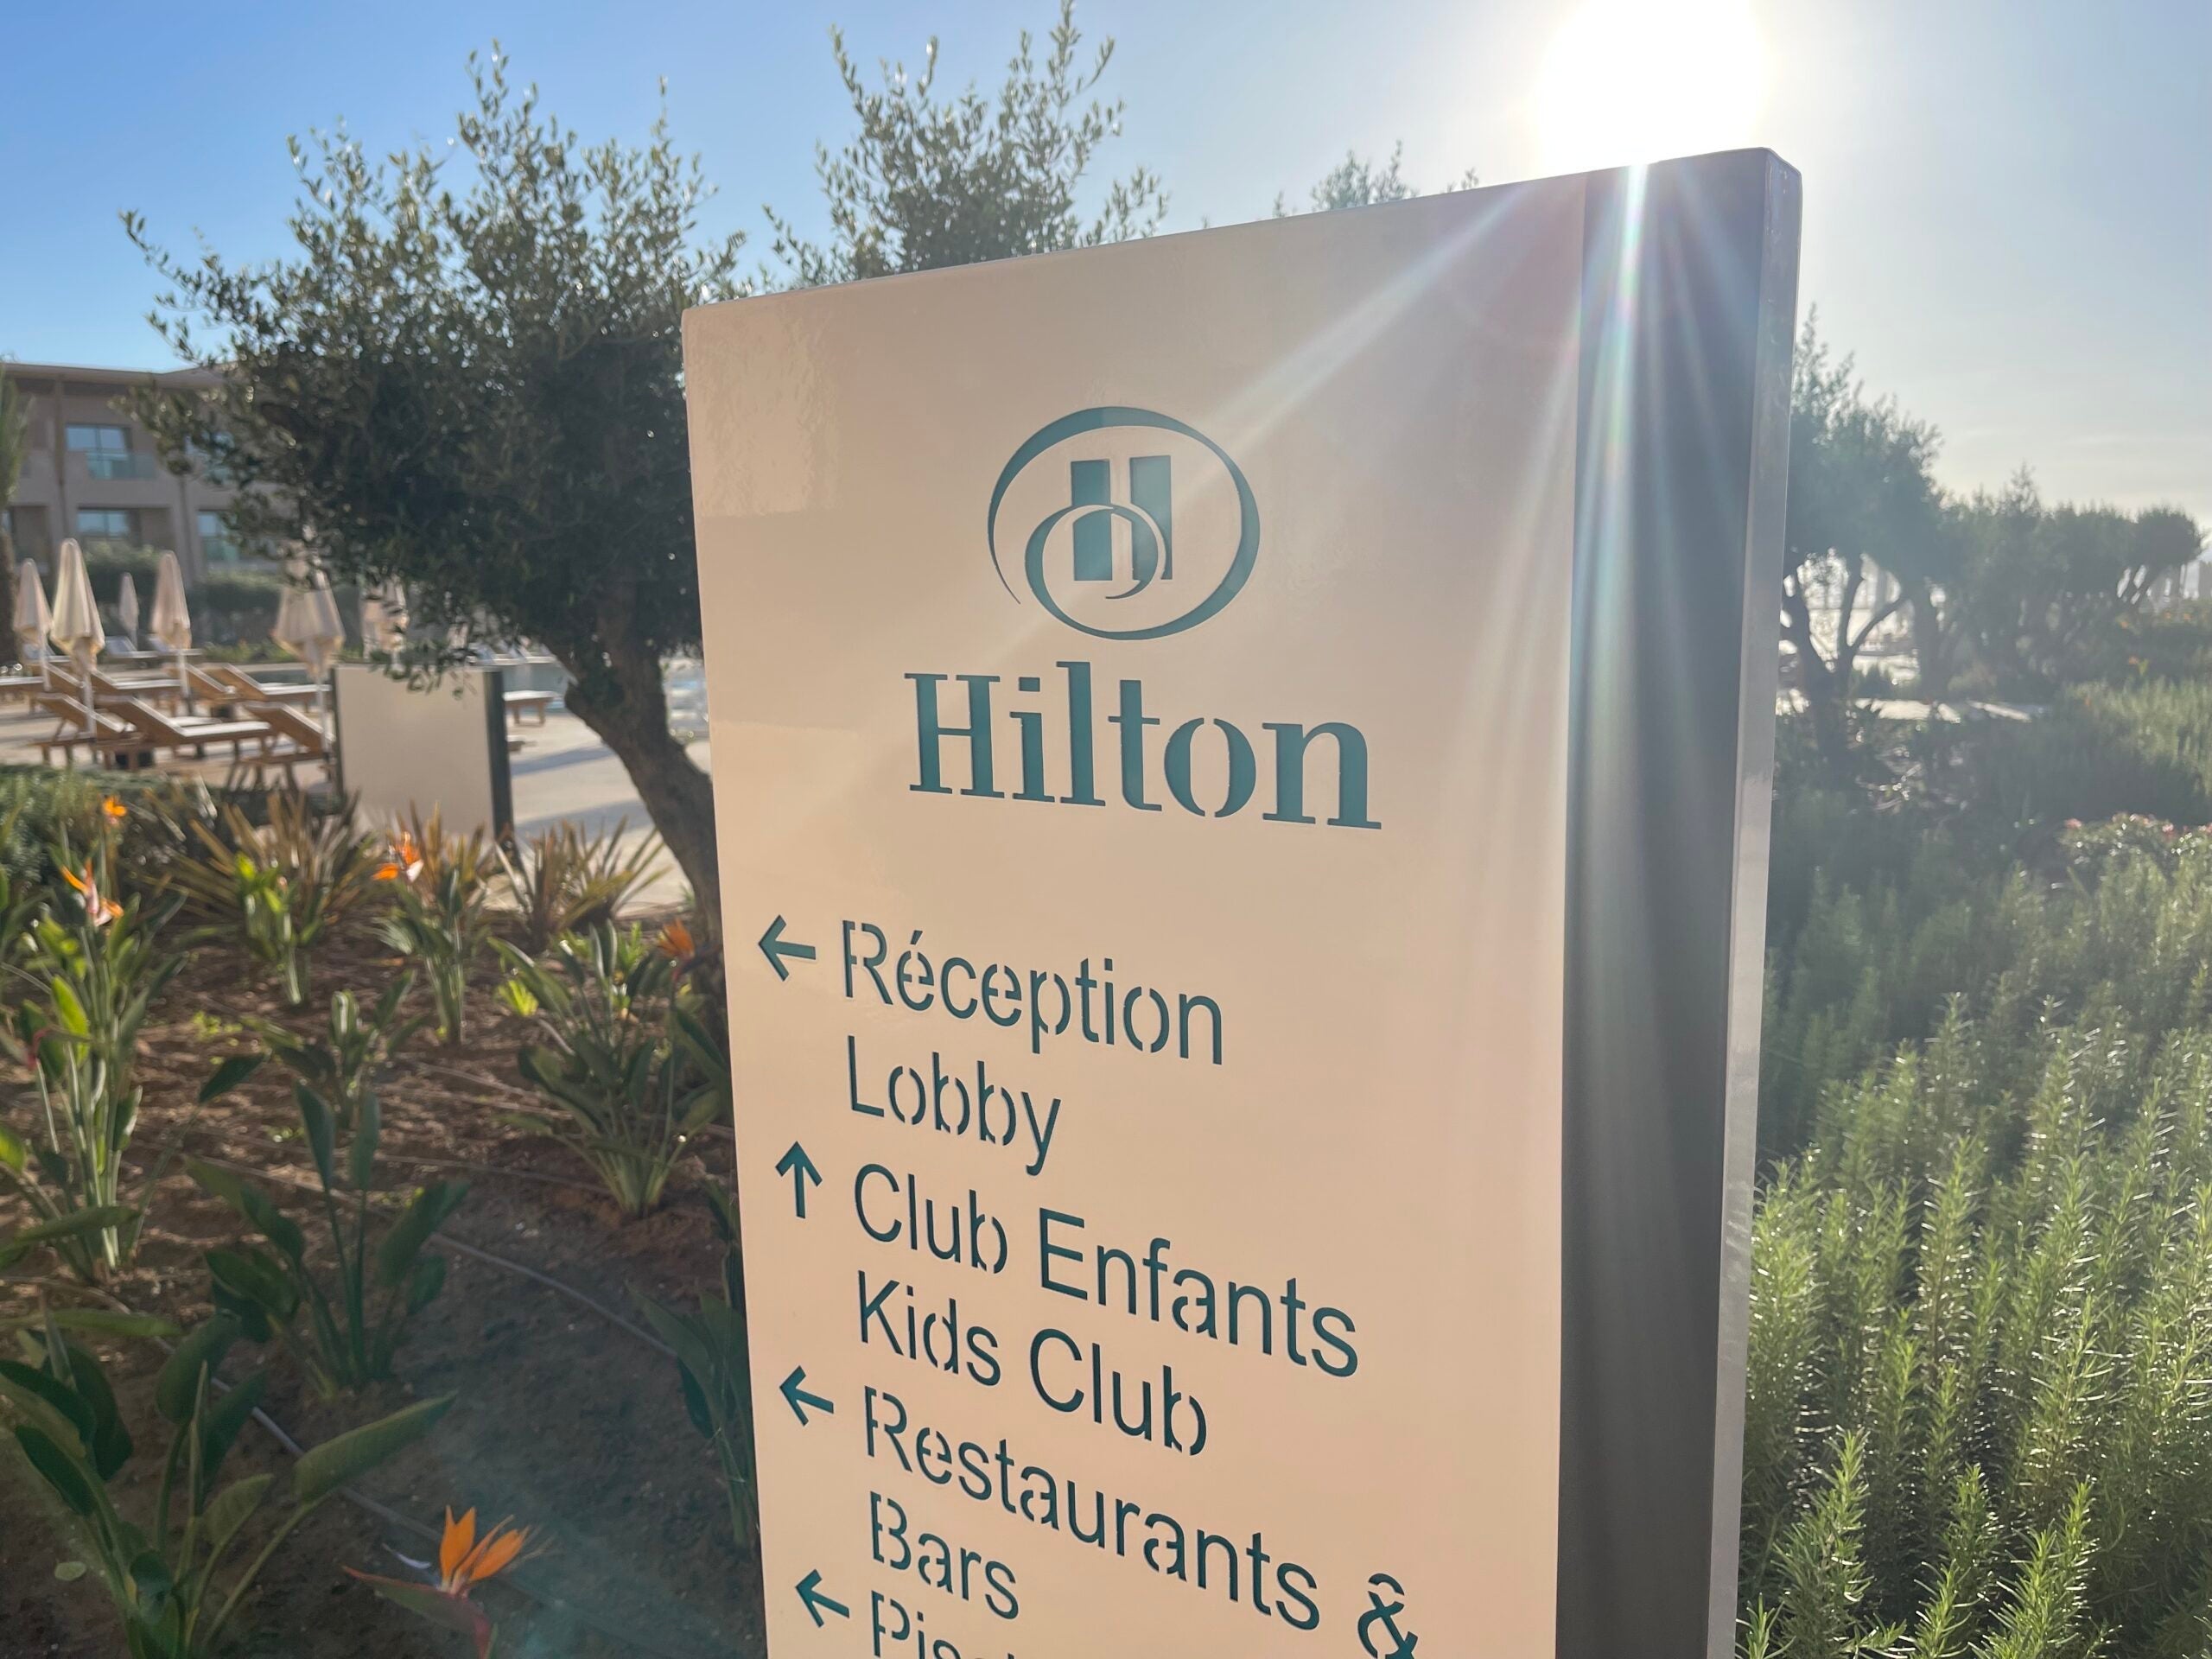 Hilton
← Réception
Lobby
↑ Club Enfants
Kids Club
← Restaurants &
Bars
←